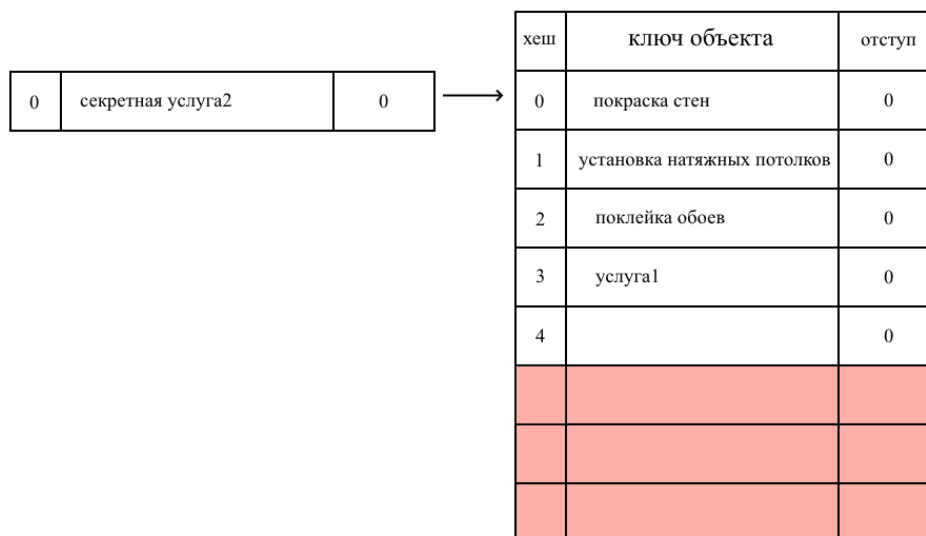 хеш ключ объекта отступ
0 секретная услуга2 0
0 покраска стен 0
1 установка натяжных потолков 0
2 поклейка обоев 0
3 услуга1 0
4 0